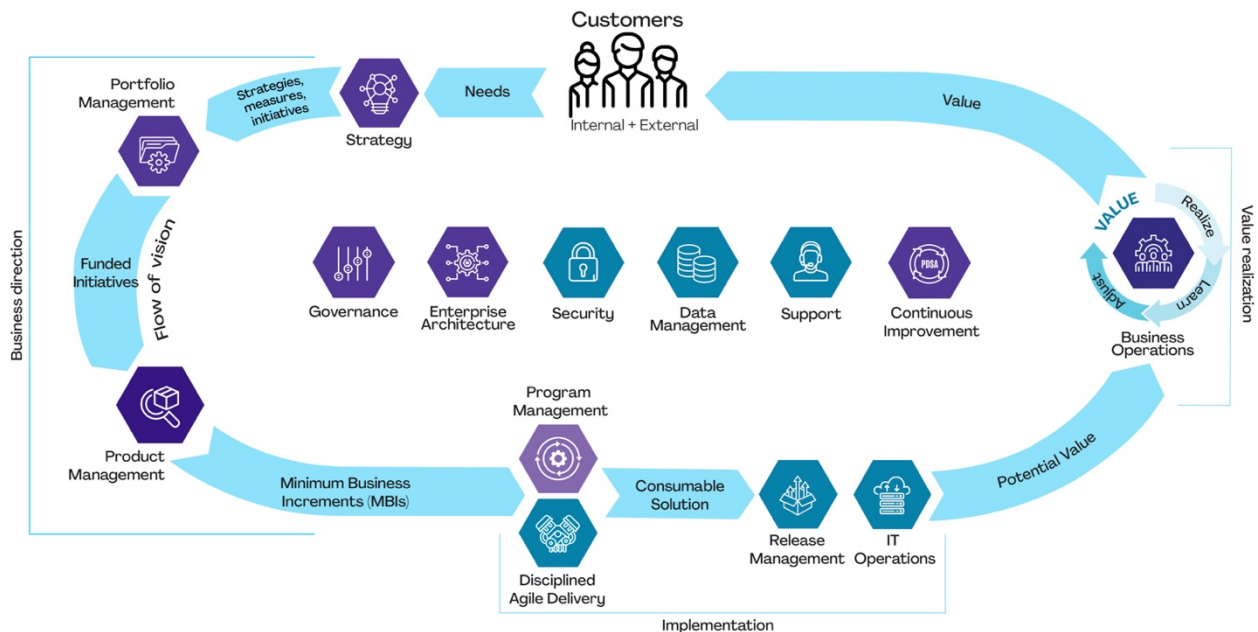 Customers
Internal + External
Needs
Strategy
Strategies,
measures,
initiatives
Portfolio
Management
Business direction
Funded
Initiatives
Flow of vision
Product
Management
Minimum Business
Increments (MBIs)
Program
Management
Disciplined
Agile Delivery
Consumable
Solution
Release
Management
IT
Operations
Implementation
Potential Value
Business
Operations
VALUE
Realize
Learn
Adjust
Value realization
Value
Governance
Enterprise
Architecture
Security
Data
Management
Support
PDSA
Continuous
Improvement